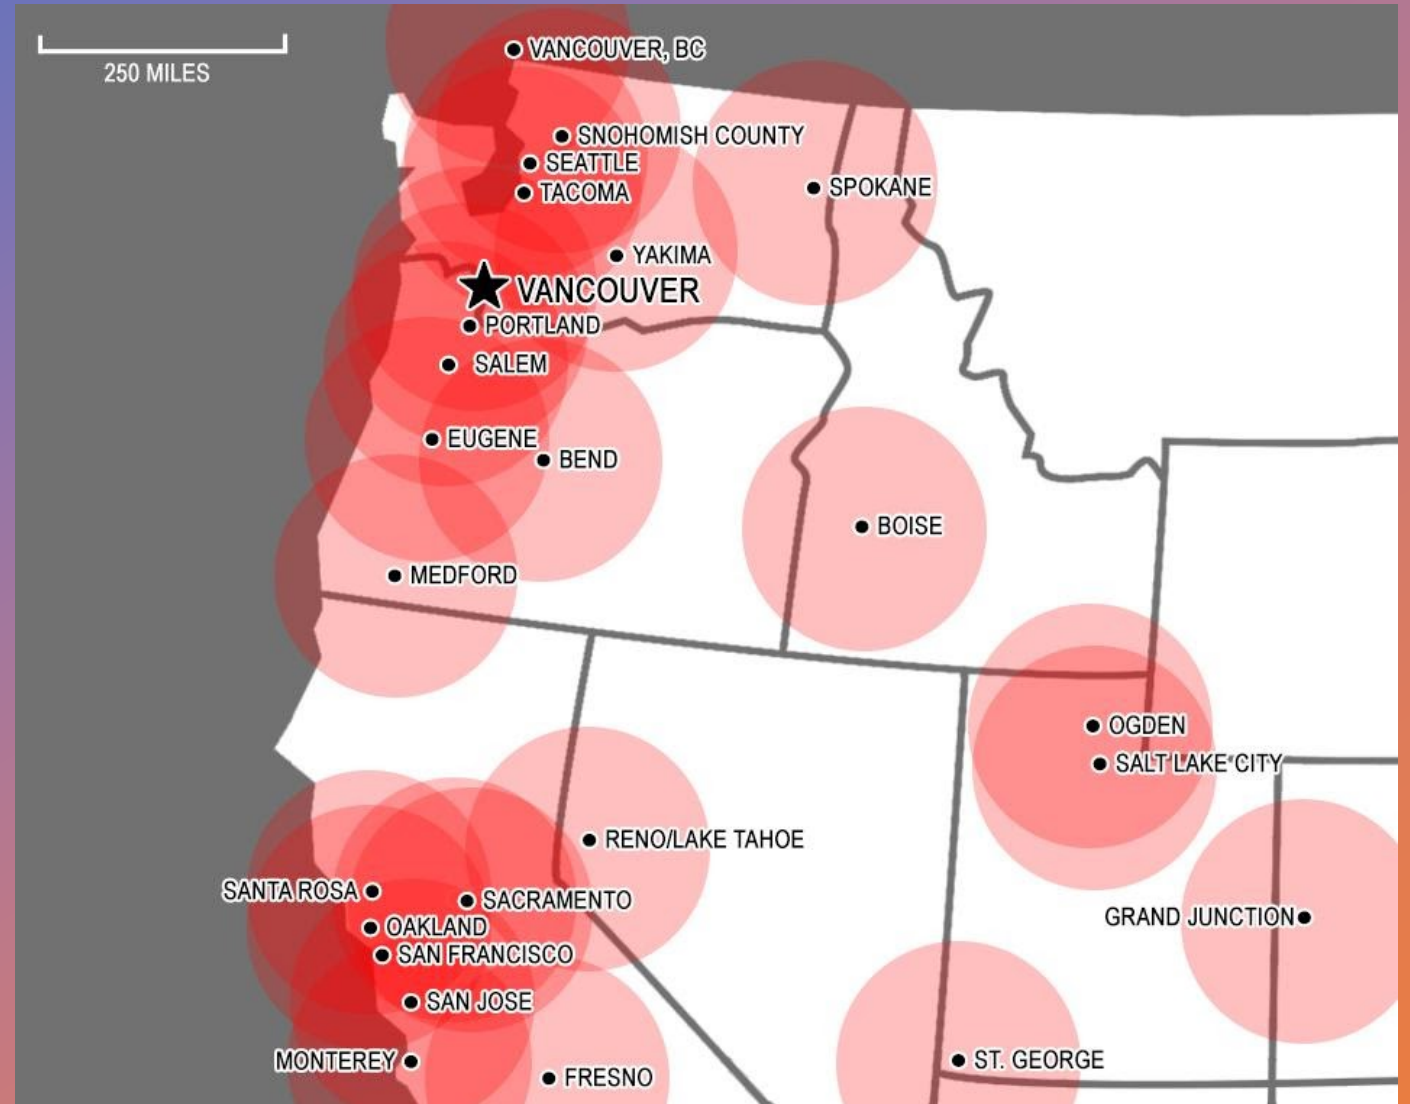 VANCOUVER, BC
250 MILES
SNOHOMISH COUNTY
SEATTLE
TACOMA
SPOKANE
YAKIMA
VANCOUVER
PORTLAND
SALEM
EUGENE
BEND
BOISE
MEDFORD
OGDEN
SALT LAKE CITY
RENO/LAKE TAHOE
SANTA ROSA
SACRAMENTO
GRAND JUNCTION
OAKLAND
SAN FRANCISCO
SAN JOSE
MONTEREY
ST. GEORGE
FRESNO